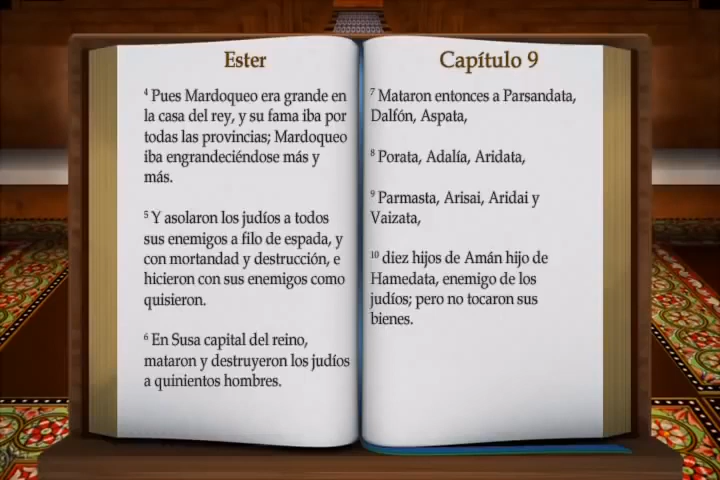 Ester
⁴ Pues Mardoqueo era grande en
la casa del rey, y su fama iba por
todas las provincias; Mardoqueo
iba engrandeciéndose más y
más.
⁵ Y asolaron los judíos a todos
sus enemigos a filo de espada, y
con mortandad y destrucción, e
hicieron con sus enemigos como
quisieron.
⁶ En Susa capital del reino,
mataron y destruyeron los judíos
a quinientos hombres.
Capítulo 9
⁷ Mataron entonces a Parsandata,
Dalfón, Aspata,
⁸ Porata, Adalía, Aridata,
⁹ Parmasta, Arisai, Aridai y
Vaizata,
¹⁰ diez hijos de Amán hijo de
Hamedata, enemigo de los
judíos; pero no tocaron sus
bienes.